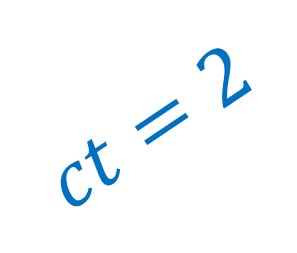 ct = 2